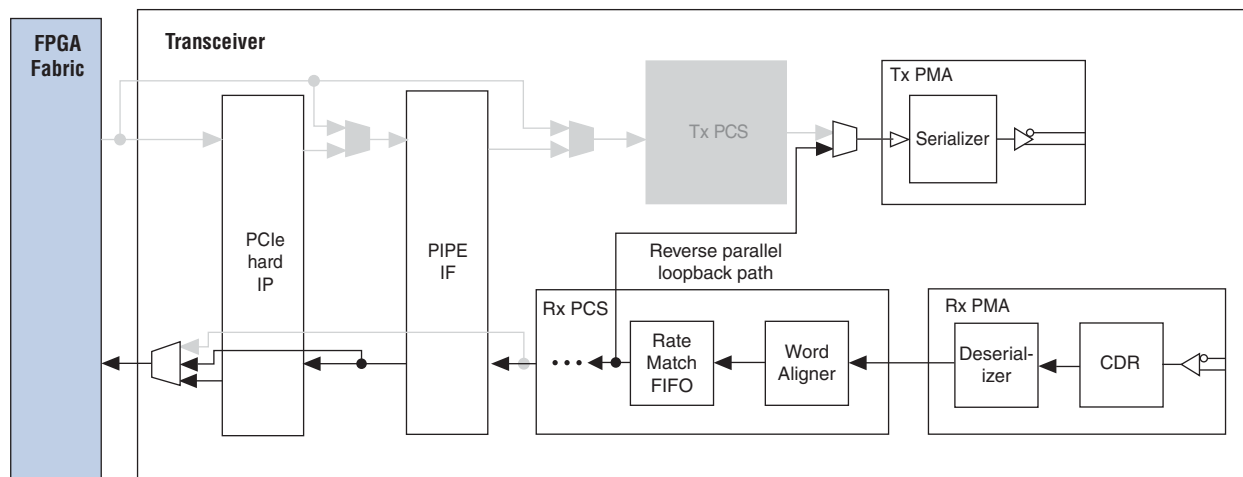 FPGA
Fabric
Transceiver
Tx PCS
Tx PMA
Serializer
PCIe
hard
IP
PIPE
IF
Reverse parallel
loopback path
Rx PCS
Rate
Match
FIFO
Word
Aligner
Rx PMA
Deserial-
izer
CDR